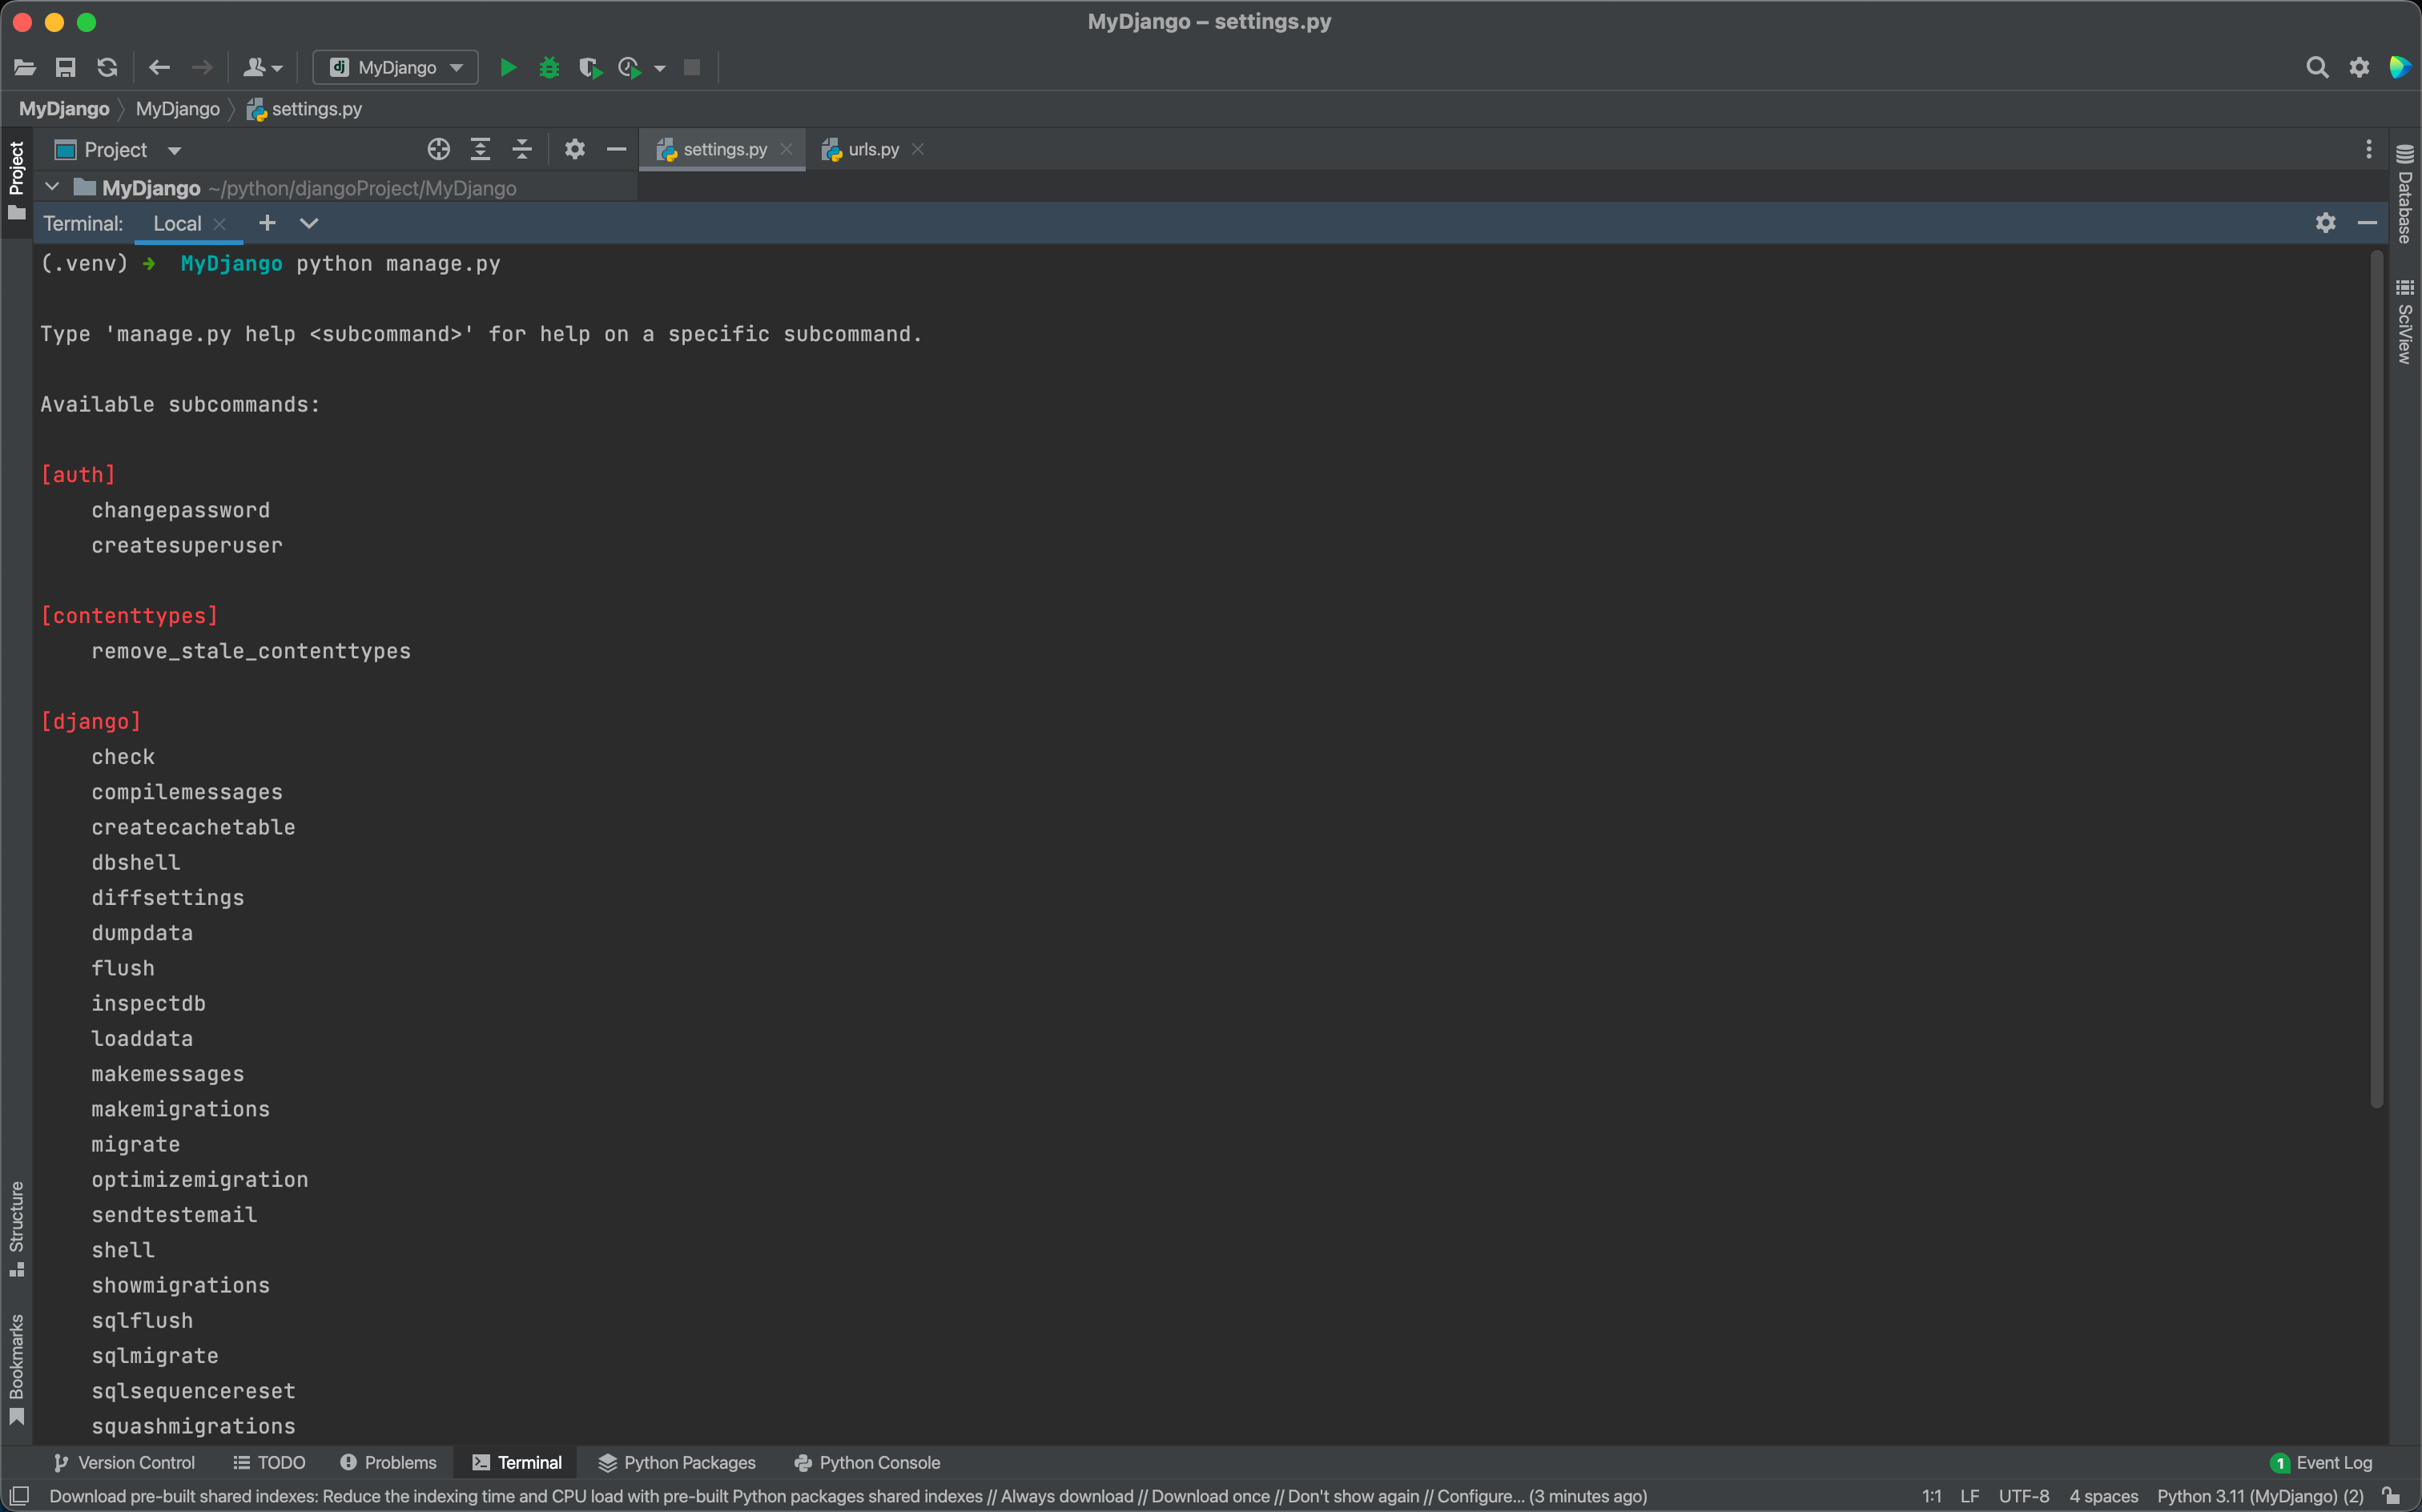 MyDjango – settings.py
MyDjango
MyDjango MyDjango settings.py
Project settings.py urls.py
MyDjango ~/python/djangoProject/MyDjango
Terminal: Local
(.venv) ➜ MyDjango python manage.py
Type 'manage.py help <subcommand>' for help on a specific subcommand.
Available subcommands:
[auth]
changepassword
createsuperuser
[contenttypes]
remove_stale_contenttypes
[django]
check
compilemessages
createcachetable
dbshell
diffsettings
dumpdata
flush
inspectdb
loaddata
makemessages
makemigrations
migrate
optimizemigration
sendtestemail
shell
showmigrations
sqlflush
sqlmigrate
sqlsequencereset
squashmigrations
Project
Structure
Bookmarks
Database
SciView
Version Control TODO Problems Terminal Python Packages Python Console 1 Event Log
Download pre-built shared indexes: Reduce the indexing time and CPU load with pre-built Python packages shared indexes // Always download // Download once // Don't show again // Configure... (3 minutes ago) 1:1 LF UTF-8 4 spaces Python 3.11 (MyDjango) (2)